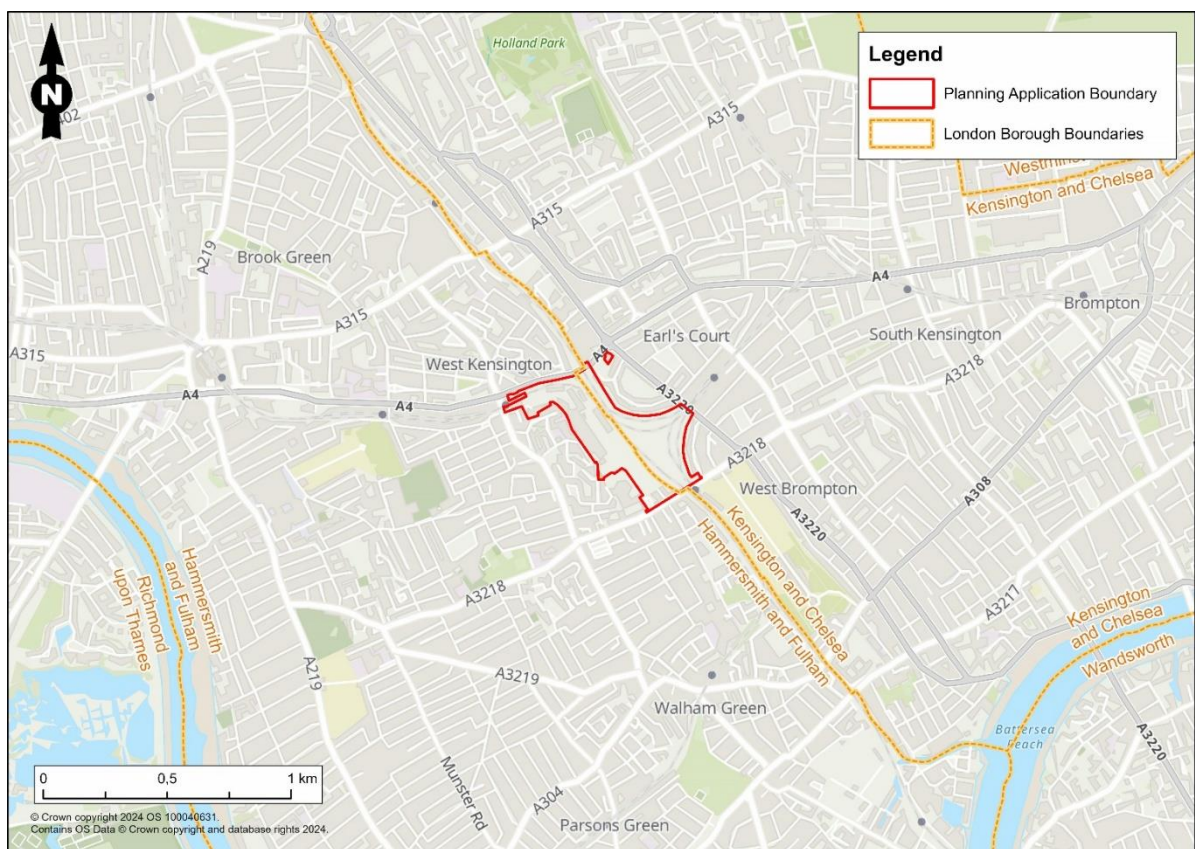 Holland Park
Legend
Planning Application Boundary
London Borough Boundaries
N
A402
A315
Westminster
Kensington and Chelsea
A315
A219
Brook Green
A4
Brompton
Earl's Court
South Kensington
A315
A315
West Kensington
A4
A3218
A4
A4
A3220
A3218
West Brompton
A308
A3220
Hammersmith
and Fulham
Richmond
upon Thames
Kensington and Chelsea
Hammersmith and Fulham
A3218
A3217
Kensington
and Chelsea
Wandsworth
A219
A3219
Walham Green
Battersea
Reach
A3220
0
0,5
1 km
Munster Rd
A304
Parsons Green
© Crown copyright 2024 OS 100040631.
Contains OS Data © Crown copyright and database rights 2024.